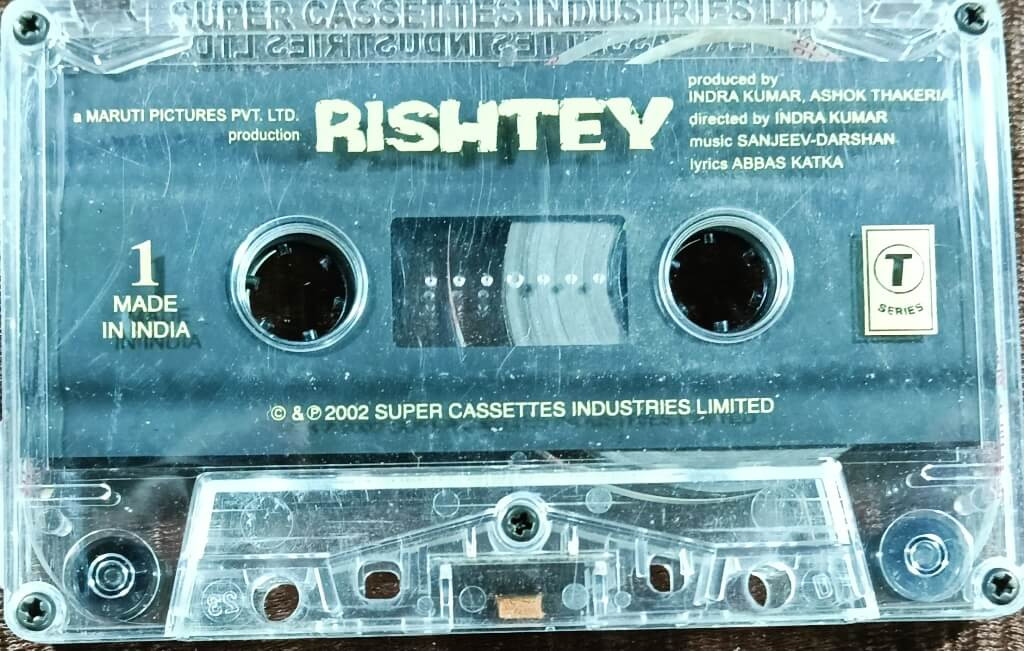 SUPER CASSETTES INDUSTRIES LTD
a MARUTI PICTURES PVT. LTD.
production
RISHTEY
produced by
INDRA KUMAR, ASHOK THAKERIA
directed by INDRA KUMAR
music SANJEEV-DARSHAN
lyrics ABBAS KATKA
1
MADE
IN INDIA
T
SERIES
© & ℗ 2002 SUPER CASSETTES INDUSTRIES LIMITED
23